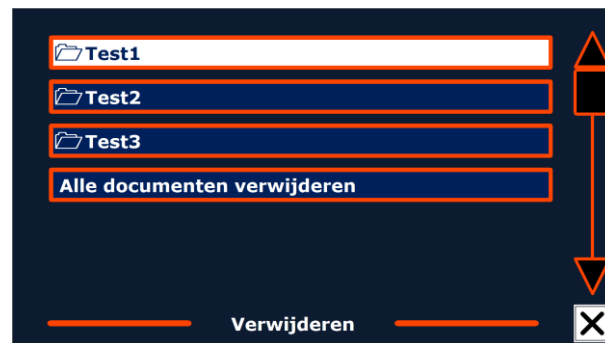 Test1
Test2
Test3
Alle documenten verwijderen
Verwijderen